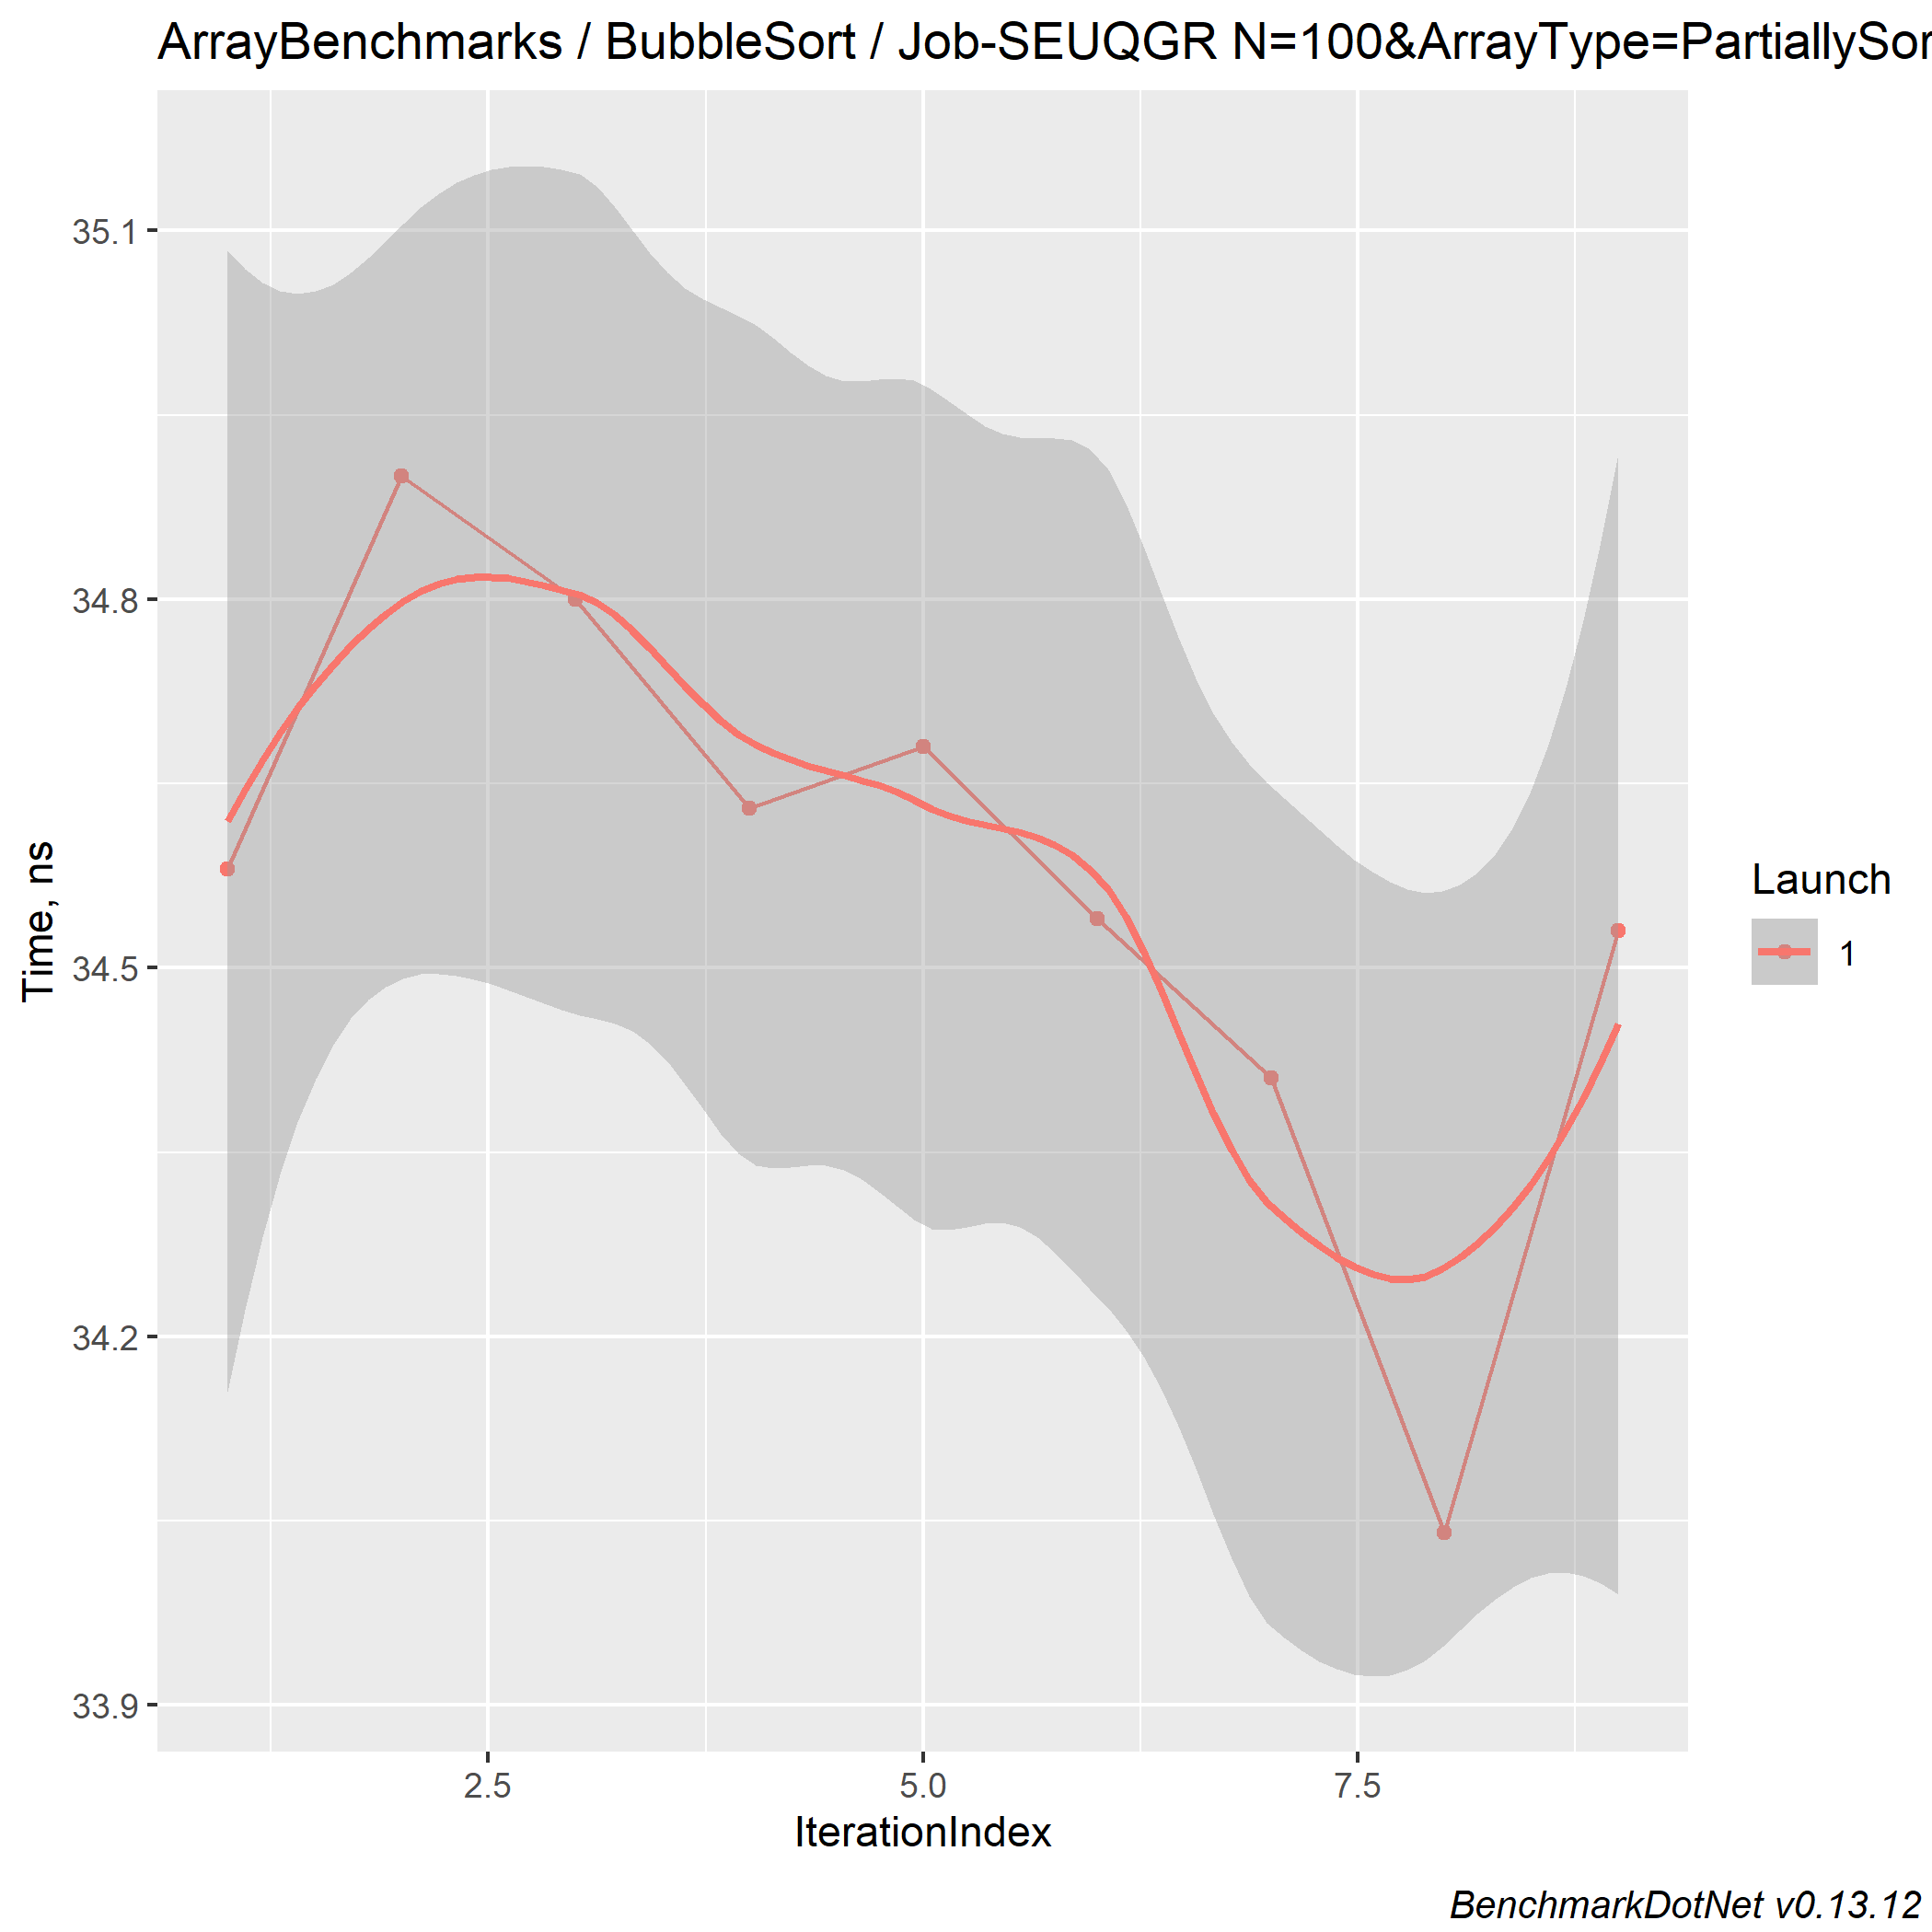 ArrayBenchmarks / BubbleSort / Job-SEUQGR N=100&ArrayType=PartiallySor
35.1
34.8
34.5
34.2
33.9
Time, ns
2.5 5.0 7.5
IterationIndex
Launch
1
BenchmarkDotNet v0.13.12